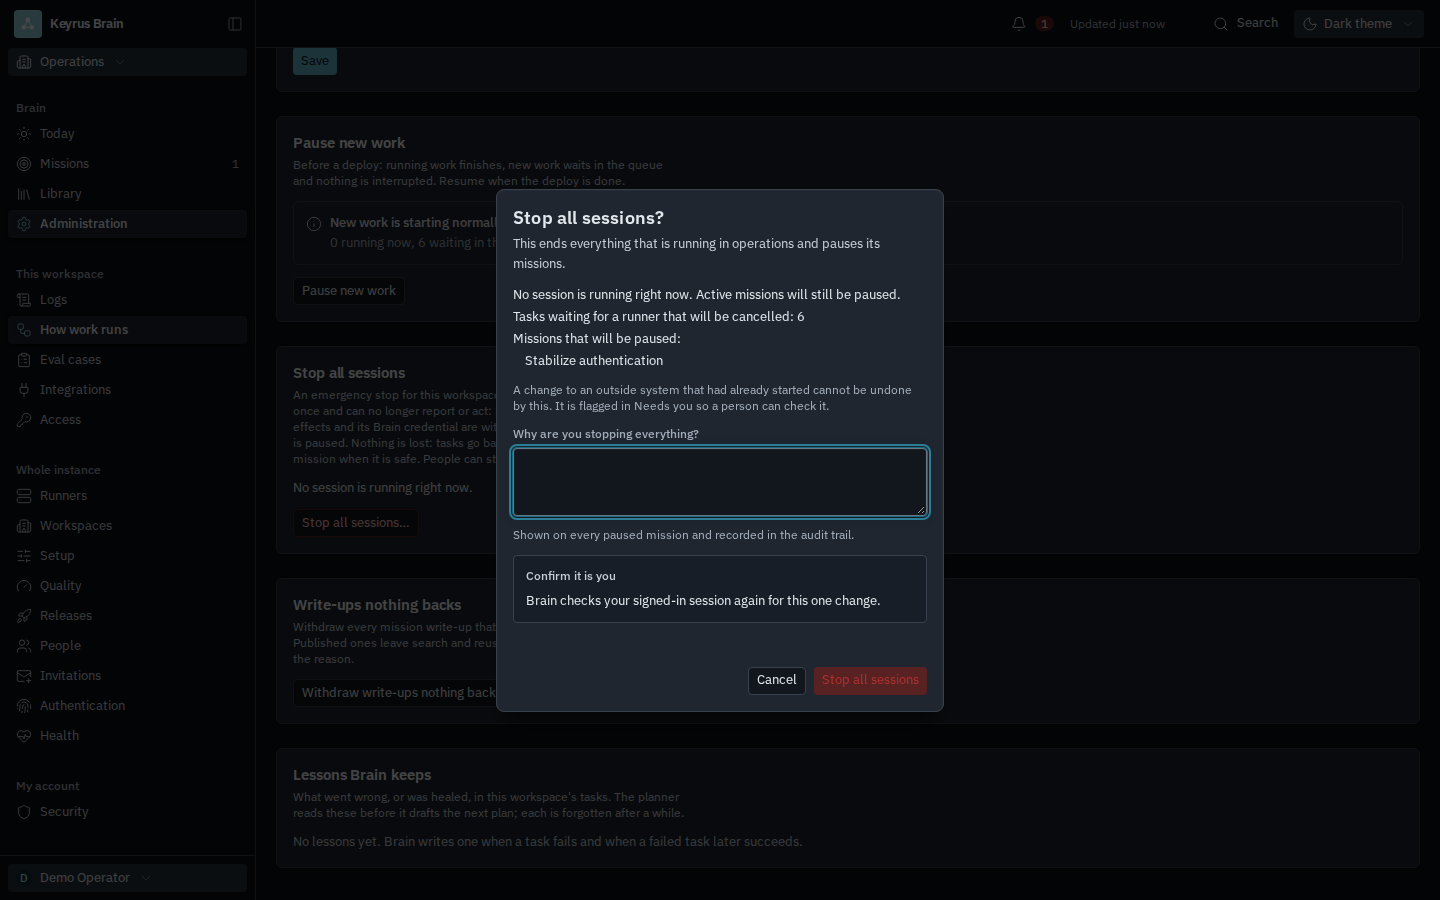 Keyrus Brain
1
Updated just now
Search
Dark theme
Operations
Brain
Today
Missions
1
Library
Administration
This workspace
Logs
How work runs
Eval cases
Integrations
Access
Whole instance
Runners
Workspaces
Setup
Quality
Releases
People
Invitations
Authentication
Health
My account
Security
D Demo Operator
Save
Pause new work
Before a deploy: running work finishes, new work waits in the queue
and nothing is interrupted. Resume when the deploy is done.
New work is starting normall
0 running now, 6 waiting in th
Pause new work
Stop all sessions
An emergency stop for this workspace
once and can no longer report or act:
effects and its Brain credential are wit
is paused. Nothing is lost: tasks go ba
mission when it is safe. People can st
No session is running right now.
Stop all sessions...
Write-ups nothing backs
Withdraw every mission write-up that
Published ones leave search and reus
the reason.
Withdraw write-ups nothing back
Lessons Brain keeps
What went wrong, or was healed, in this workspace's tasks. The planner
reads these before it drafts the next plan; each is forgotten after a while.
No lessons yet. Brain writes one when a task fails and when a failed task later succeeds.
Stop all sessions?
This ends everything that is running in operations and pauses its
missions.
No session is running right now. Active missions will still be paused.
Tasks waiting for a runner that will be cancelled: 6
Missions that will be paused:
Stabilize authentication
A change to an outside system that had already started cannot be undone
by this. It is flagged in Needs you so a person can check it.
Why are you stopping everything?
Shown on every paused mission and recorded in the audit trail.
Confirm it is you
Brain checks your signed-in session again for this one change.
Cancel
Stop all sessions